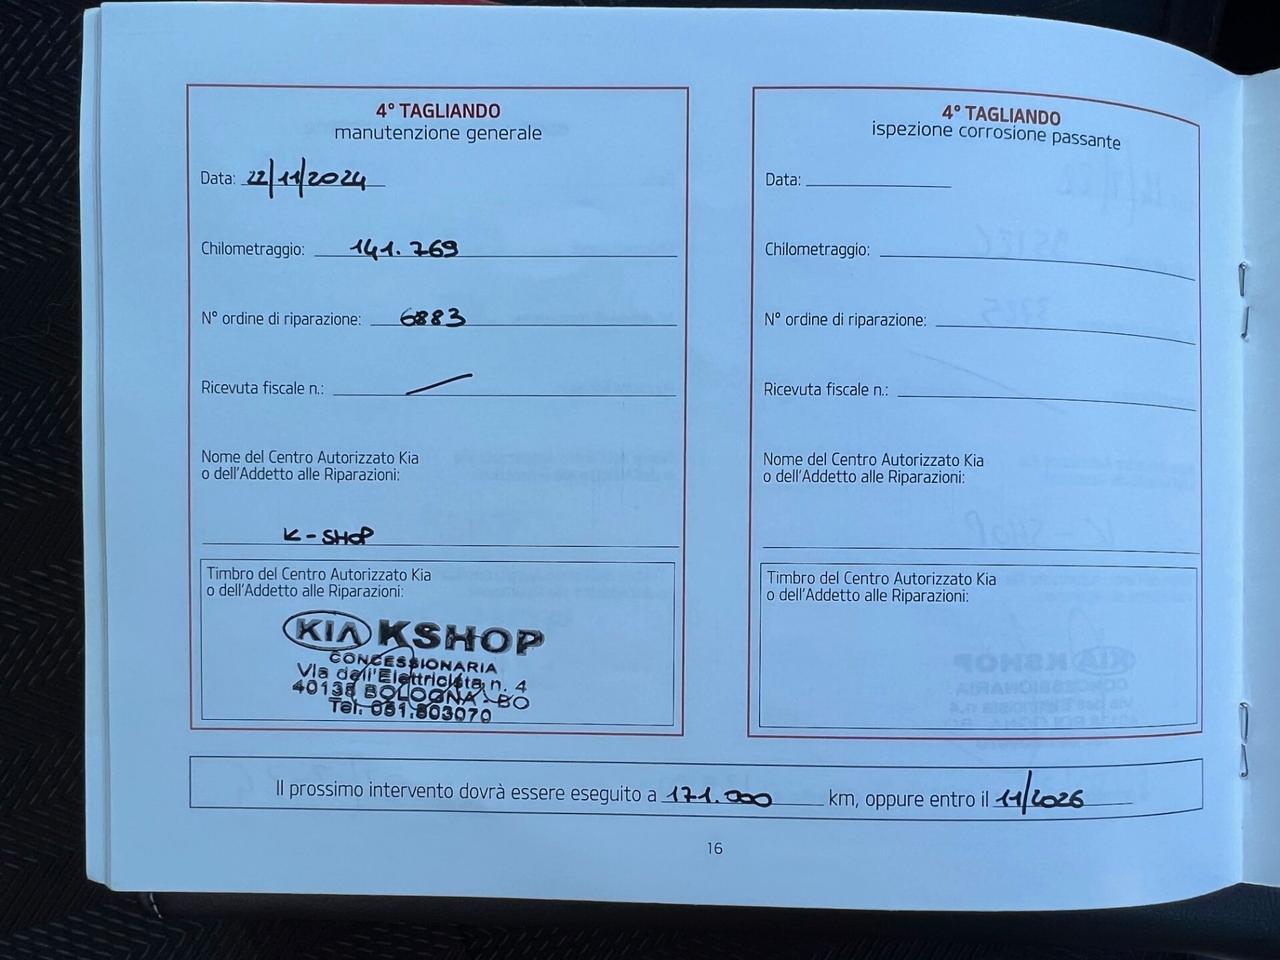 4° TAGLIANDO
manutenzione generale
Data: 22/11/2024
Chilometraggio: 141.769
N° ordine di riparazione: 6883
Ricevuta fiscale n.:
Nome del Centro Autorizzato Kia
o dell'Addetto alle Riparazioni:
K-SHOP
Timbro del Centro Autorizzato Kia
o dell'Addetto alle Riparazioni:
KIA KSHOP
CONCESSIONARIA
Via dell'Elettricista n. 4
40138 BOLOGNA - BO
Tel. 051.803070
4° TAGLIANDO
ispezione corrosione passante
Data:
Chilometraggio:
N° ordine di riparazione:
Ricevuta fiscale n.:
Nome del Centro Autorizzato Kia
o dell'Addetto alle Riparazioni:
Timbro del Centro Autorizzato Kia
o dell'Addetto alle Riparazioni:
Il prossimo intervento dovrà essere eseguito a 171.000 km, oppure entro il 11/2026
16